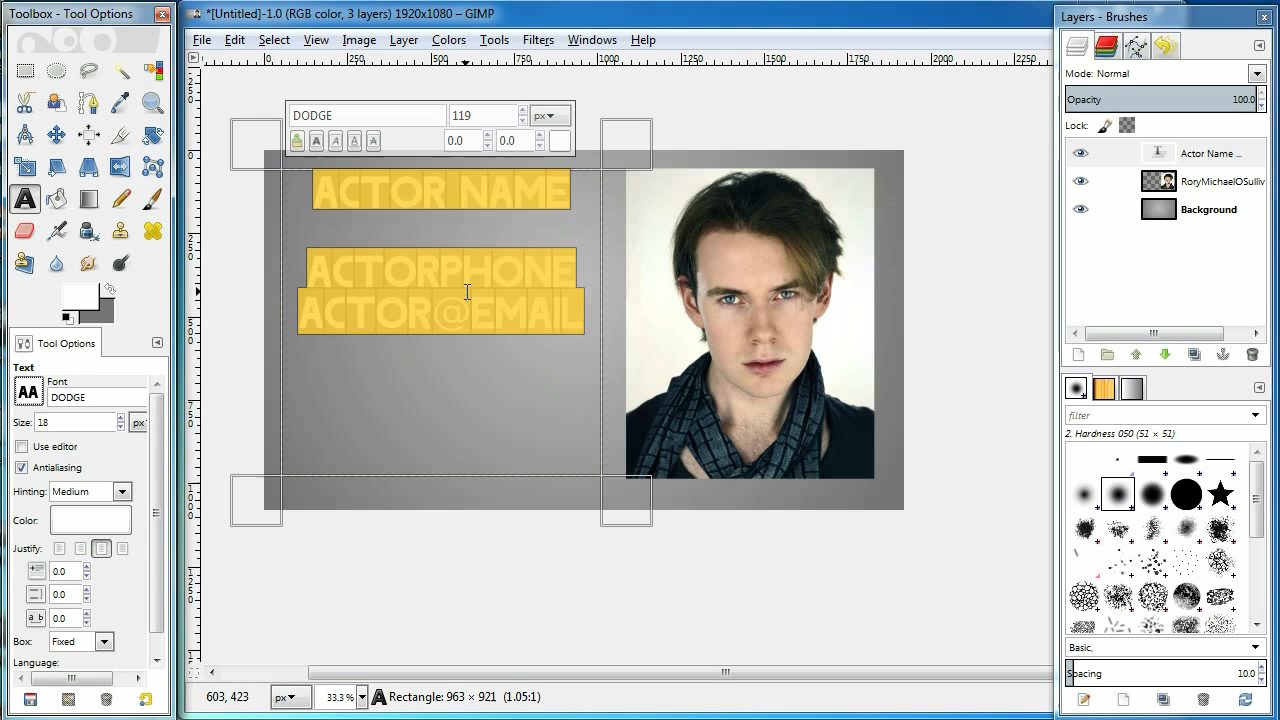 Toolbox - Tool Options
*[Untitled]-1.0 (RGB color, 3 layers) 1920x1080 – GIMP
Layers - Brushes
File Edit Select View Image Layer Colors Tools Filters Windows Help
0 250 500 750 1000 1250 1500 1750 2000 2250
Mode: Normal
Opacity 100.0
Lock:
DODGE 119 px
0.0 0.0
Actor Name ...
RoryMichaelOSulliv
Background
ACTOR NAME
ACTORPHONE
ACTOR@EMAIL
Tool Options
Text
Font
AA DODGE
Size: 18 px
Use editor
Antialiasing
Hinting: Medium
Color:
Justify:
0.0
0.0
a b 0.0
Box: Fixed
Language:
filter
2. Hardness 050 (51 × 51)
Basic,
Spacing 10.0
603, 423 px 33.3 % A Rectangle: 963 × 921 (1.05:1)